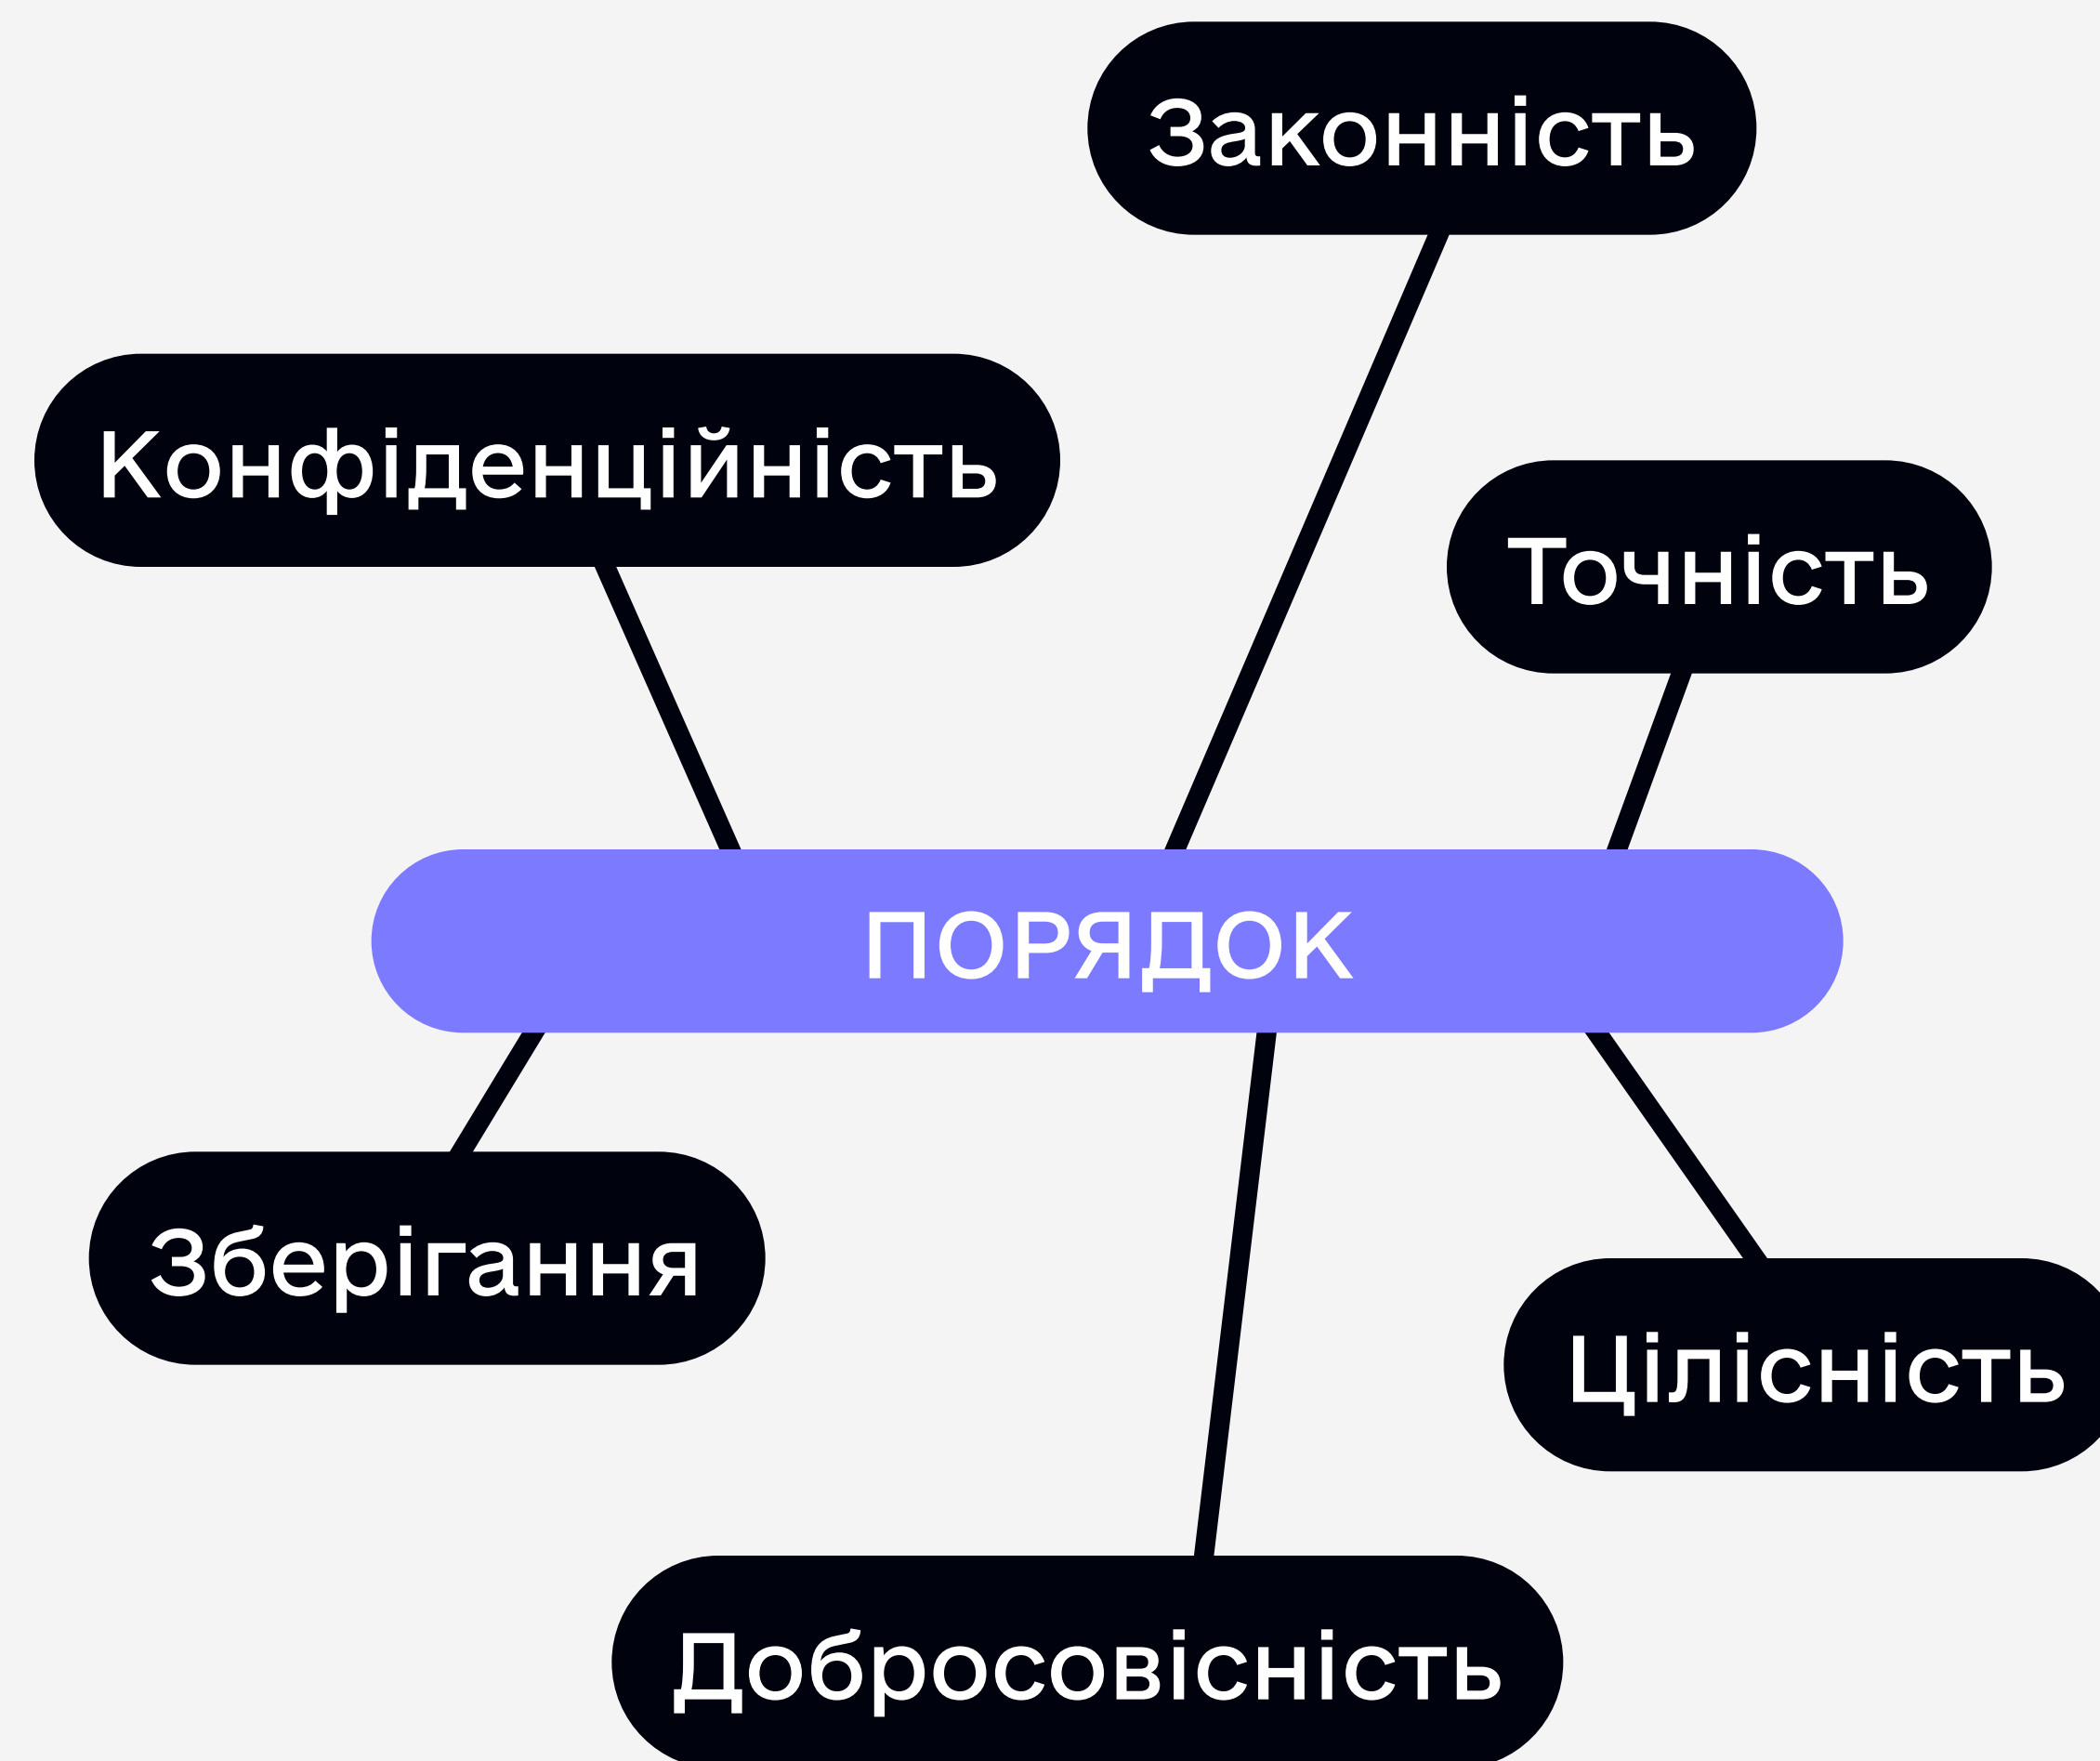 Законність
Конфіденційність
Точність
ПОРЯДОК
Зберігання
Цілісність
Добросовісність